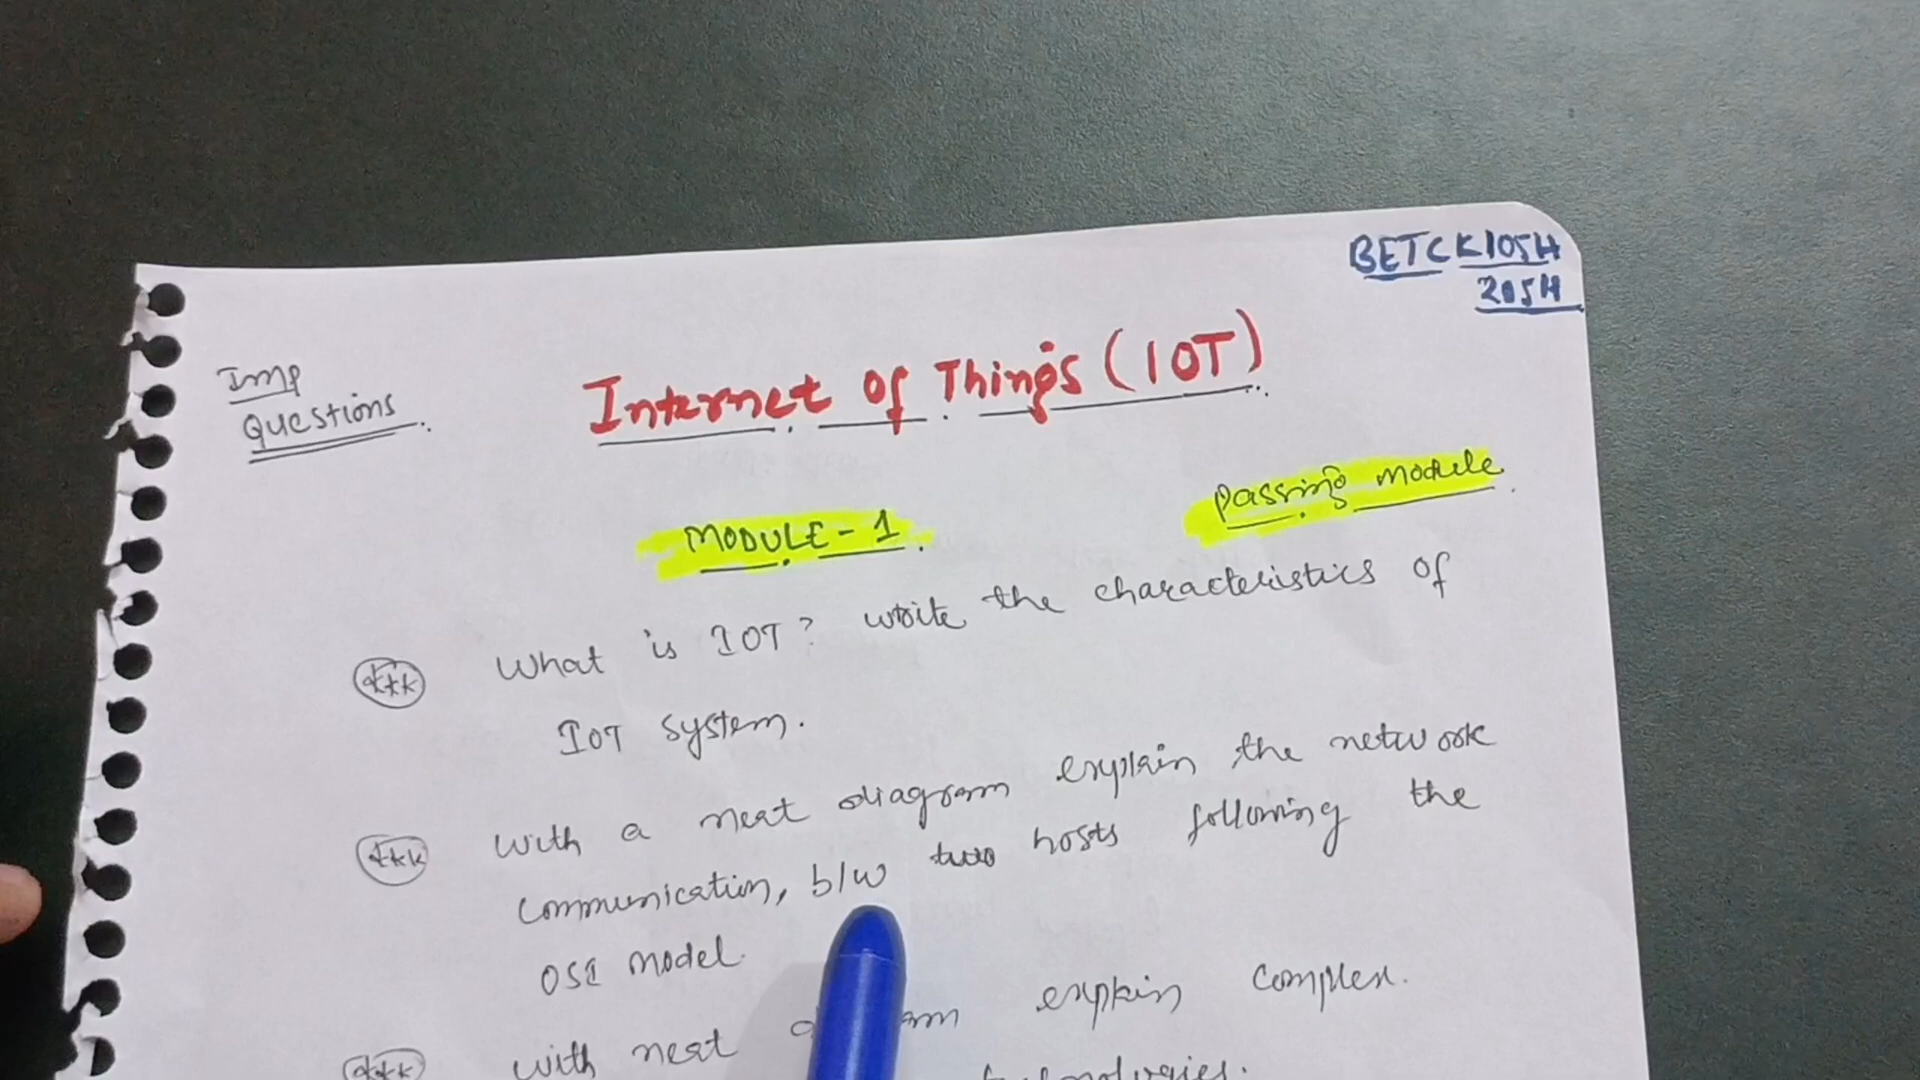 BETCK105H
205H
Imp
Questions
Internet of Things (IOT)
Passing module
MODULE - 1
*** What is IOT? write the characteristics of
IOT system.
*** With a neat diagram explain the network
communication, b/w two hosts following the
OSI model.
*** With neat explain complex.
technologies.